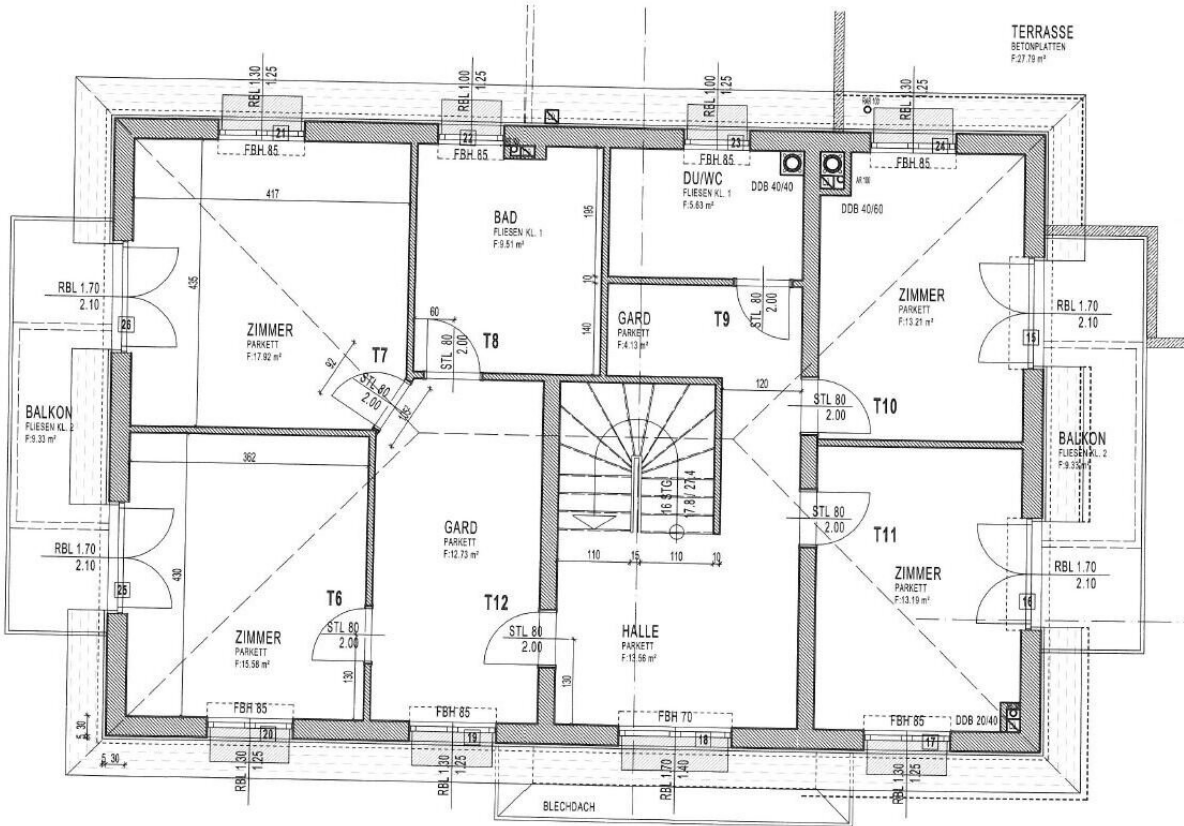 TERRASSE
BETONPLATTEN
F:27.79 m²
RBL 1.30
1.25
RBL 1.00
1.25
RBL 1.00
1.25
RBL 1.30
1.25
21
22
23
24
FBH 85
FBH 85
FBH 85
FBH 85
417
435
BAD
FLIESEN KL. 1
F:9.51 m²
195
10
140
DU/WC
FLIESEN KL. 1
F:5.63 m²
DDB 40/40
AR 100
DDB 40/60
RBL 1.70
2.10
26
ZIMMER
PARKETT
F:17.92 m²
T7
STL 80
2.00
60
STL 80
2.00
T8
GARD
PARKETT
F:4.13 m²
T9
STL 80
2.00
ZIMMER
PARKETT
F:13.21 m²
RBL 1.70
2.10
15
120
STL 80
2.00
T10
BALKON
FLIESEN KL. 2
F:9.33 m²
BALKON
FLIESEN KL. 2
F:9.33 m²
362
430
16 STG
17.8 / 27.4
110
15
110
10
STL 80
2.00
T11
GARD
PARKETT
F:12.73 m²
RBL 1.70
2.10
25
ZIMMER
PARKETT
F:15.58 m²
T6
STL 80
2.00
130
T12
STL 80
2.00
130
HALLE
PARKETT
F:13.56 m²
ZIMMER
PARKETT
F:13.19 m²
RBL 1.70
2.10
16
FBH 85
FBH 85
FBH 70
FBH 85
DDB 20/40
20
19
18
17
5
30
5
30
RBL 1.30
1.25
RBL 1.30
1.25
RBL 1.70
1.40
RBL 1.30
1.25
BLECHDACH